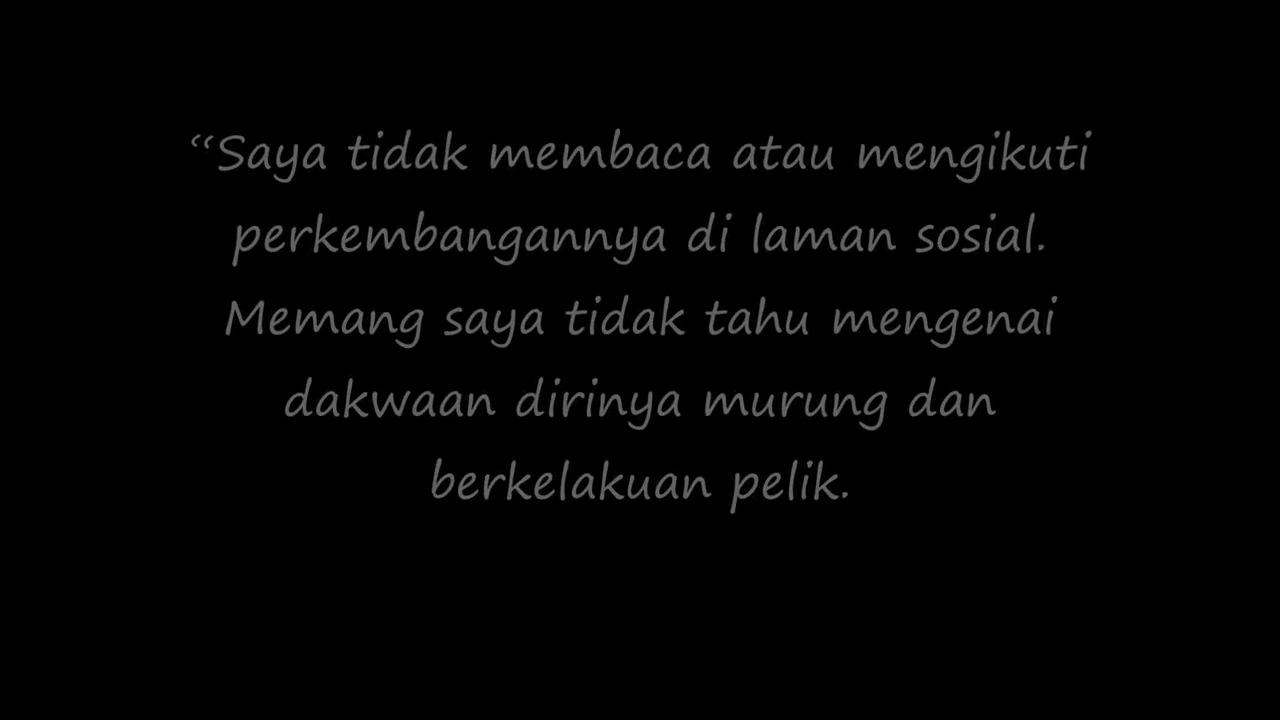 “Saya tidak membaca atau mengikuti
perkembangannya di laman sosial.
Memang saya tidak tahu mengenai
dakwaan dirinya murung dan
berkelakuan pelik.